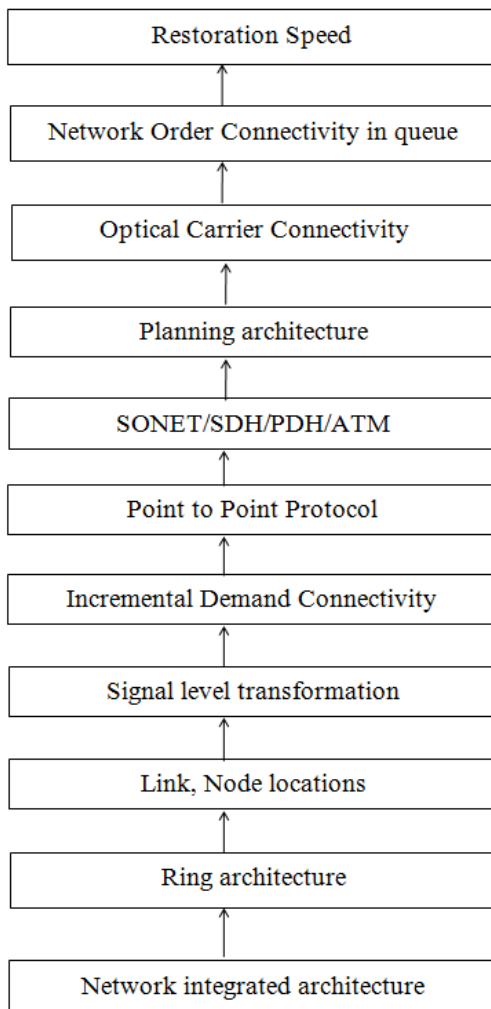 Restoration Speed
Network Order Connectivity in queue
Optical Carrier Connectivity
Planning architecture
SONET/SDH/PDH/ATM
Point to Point Protocol
Incremental Demand Connectivity
Signal level transformation
Link, Node locations
Ring architecture
Network integrated architecture